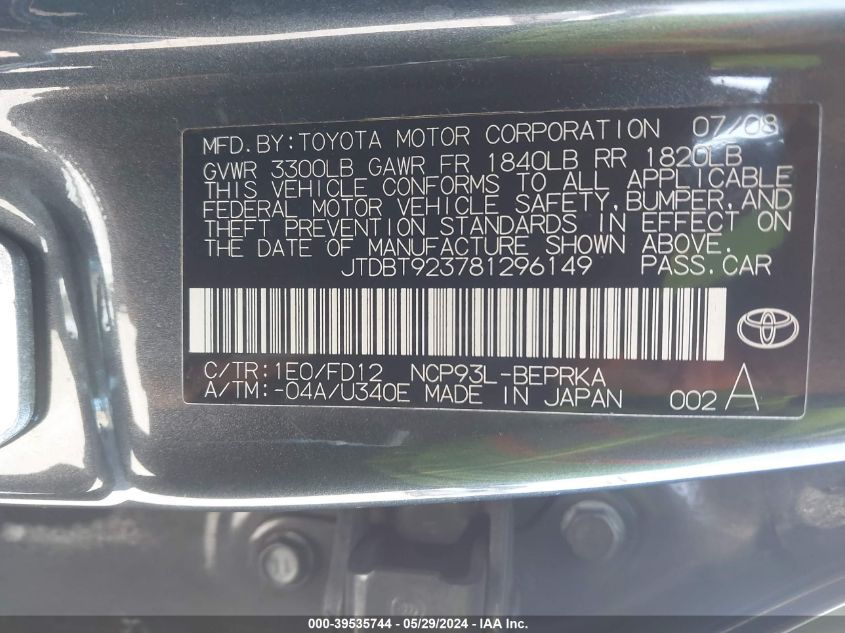 MFD. BY: TOYOTA MOTOR CORPORATION 07/08
GVWR 3300LB GAWR FR 1840LB RR 1820LB
THIS VEHICLE CONFORMS TO ALL APPLICABLE
FEDERAL MOTOR VEHICLE SAFETY, BUMPER, AND
THEFT PREVENTION STANDARDS IN EFFECT ON
THE DATE OF MANUFACTURE SHOWN ABOVE.
JTDBT923781296149 PASS. CAR
C/TR: 1E0/FD12 NCP93L-BEPRKA
A/TM: -04A/U340E MADE IN JAPAN 002 A
000-39535744 - 05/29/2024 - IAA Inc.